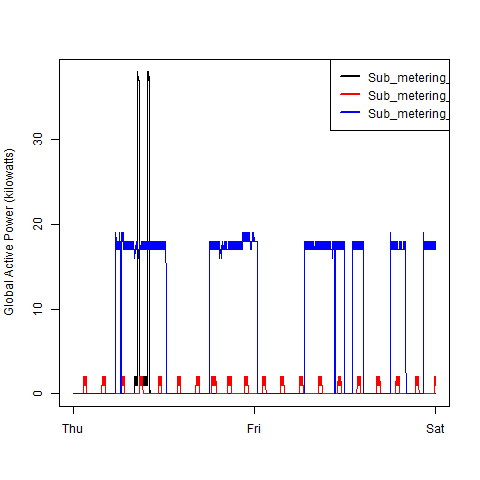 Sub_metering_
Sub_metering_
Sub_metering_
Global Active Power (kilowatts)
30
20
10
0
Thu Fri Sat